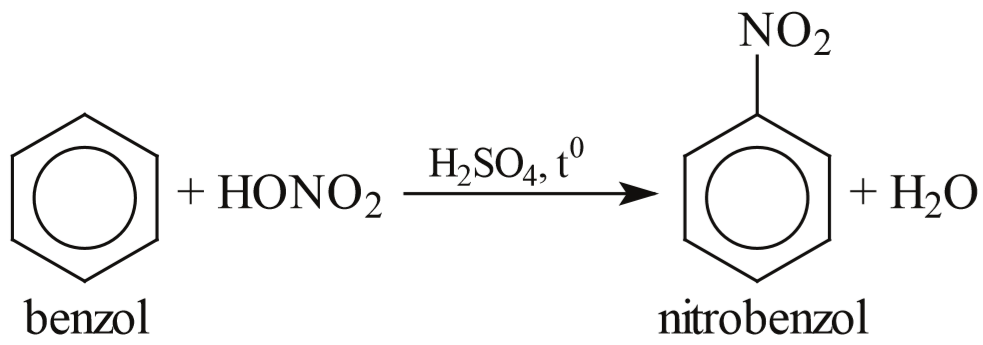 NO₂
+ HONO₂ H₂SO₄, t⁰ + H₂O
benzol nitrobenzol